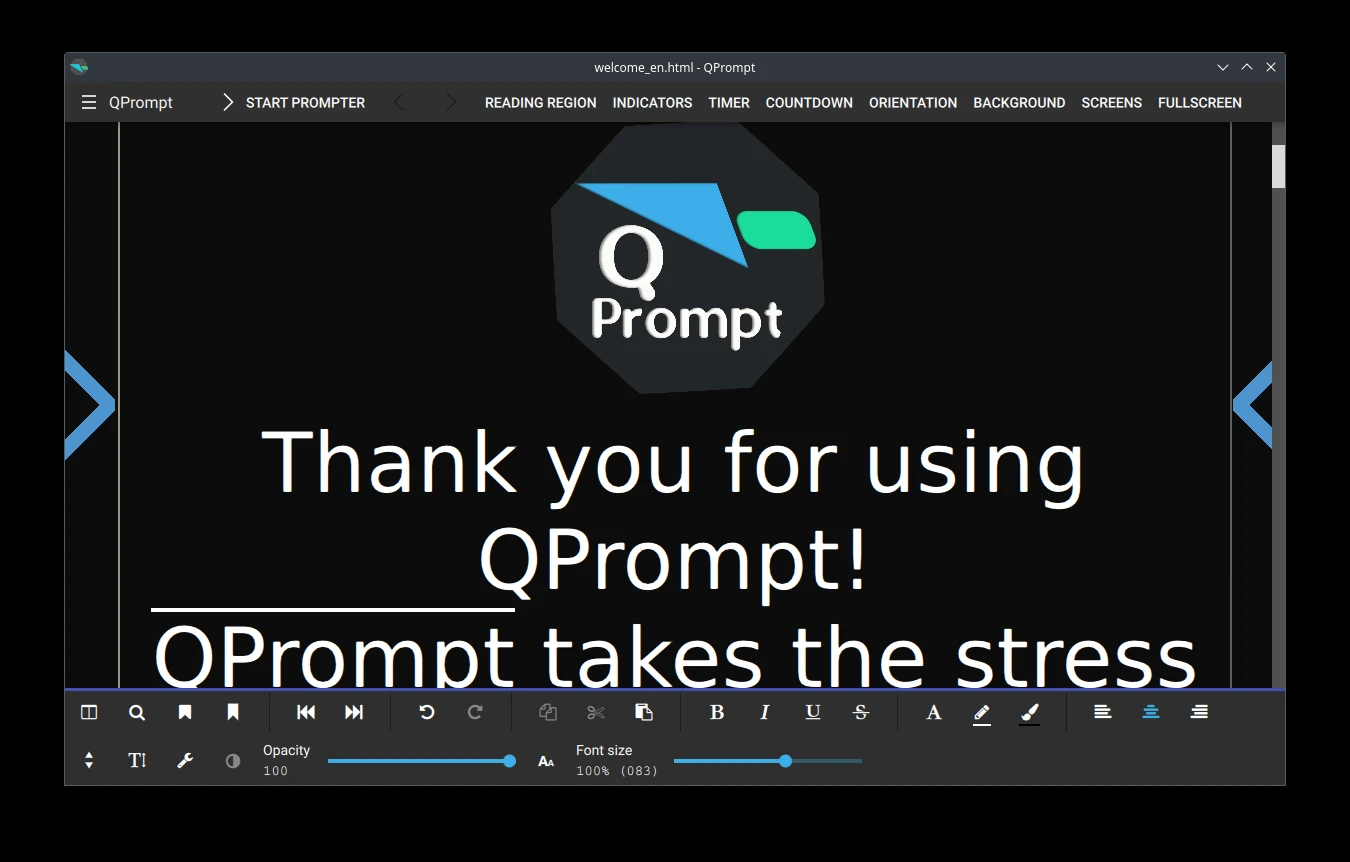 welcome_en.html - QPrompt
QPrompt
START PROMPTER
READING REGION
INDICATORS
TIMER
COUNTDOWN
ORIENTATION
BACKGROUND
SCREENS
FULLSCREEN
Q
Prompt
Thank you for using
QPrompt!
QPrompt takes the stress
B
I
U
S
A
T
Opacity
100
AA
Font size
100% (083)